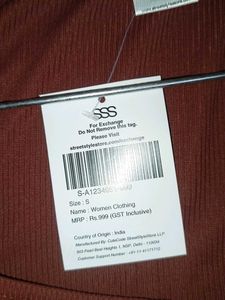 SSS
For Exchange
Do Not Remove this tag.
Please Visit
streetstylestore.com/exchange
Size : S
Name : Women Clothing
MRP : Rs.999 (GST Inclusive)
Country of Origin : India
Manufactured By: CuteCode StreetStyleStore LLP
Customer Support Number :